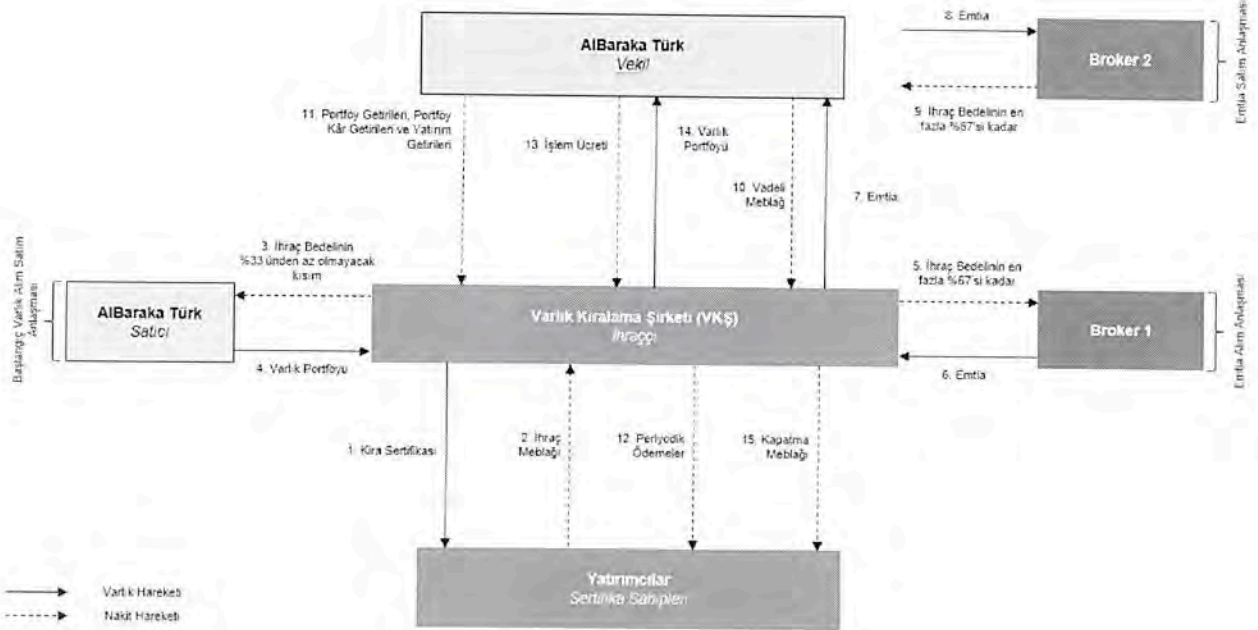 8. Emtia
AlBaraka Türk
Vekil
Broker 2
Emtia Satım Anlaşması
9. İhraç Bedelinin en
fazla %67'si kadar
11. Portföy Getirileri, Portföy
Kâr Getirileri ve Yatırım
Getirileri
13. İşlem Ücreti
14. Varlık
Portföyü
10. Vadeli
Meblağ
7. Emtia
3. İhraç Bedelinin
%33'ünden az olmayacak
kısım
5. İhraç Bedelinin en
fazla %67'si kadar
Başlangıç Varlık Alım Satım
Anlaşması
AlBaraka Türk
Satıcı
Varlık Kiralama Şirketi (VKŞ)
İhraççı
Broker 1
Emtia Alım Anlaşması
4. Varlık Portföyü
6. Emtia
1. Kira Sertifikası
2. İhraç
Meblağı
12. Periyodik
Ödemeler
15. Kapatma
Meblağı
Yatırımcılar
Sertifika Sahipleri
Varlık Hareketi
Nakit Hareketi